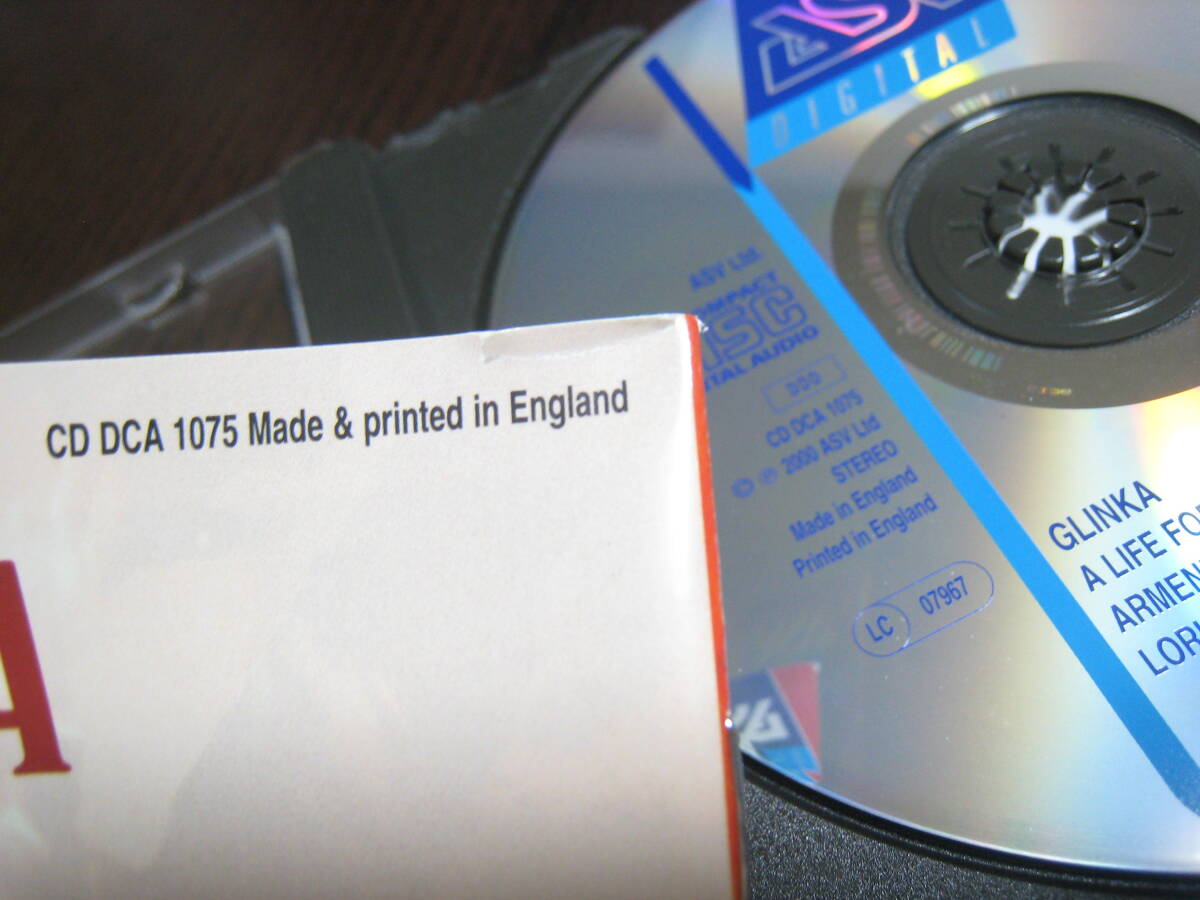 CD DCA 1075 Made & printed in England
A
DIGITAL
ASV Ltd.
COMPACT
DISC
DIGITAL AUDIO
DDD
CD DCA 1075
© ℗ 2000 ASV Ltd
STEREO
Made in England
Printed in England
LC 07967
GLINKA
A LIFE FO
ARMEN
LOR